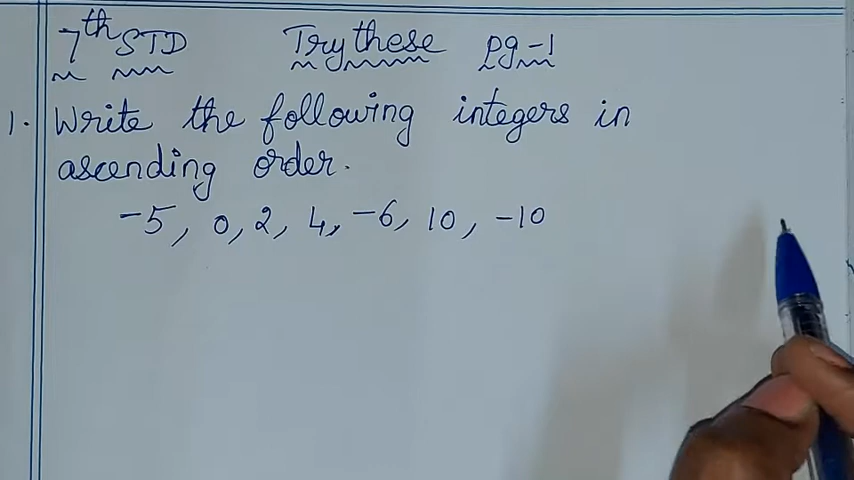 7th STD Try these pg-1
1. Write the following integers in
ascending order.
-5, 0, 2, 4, -6, 10, -10